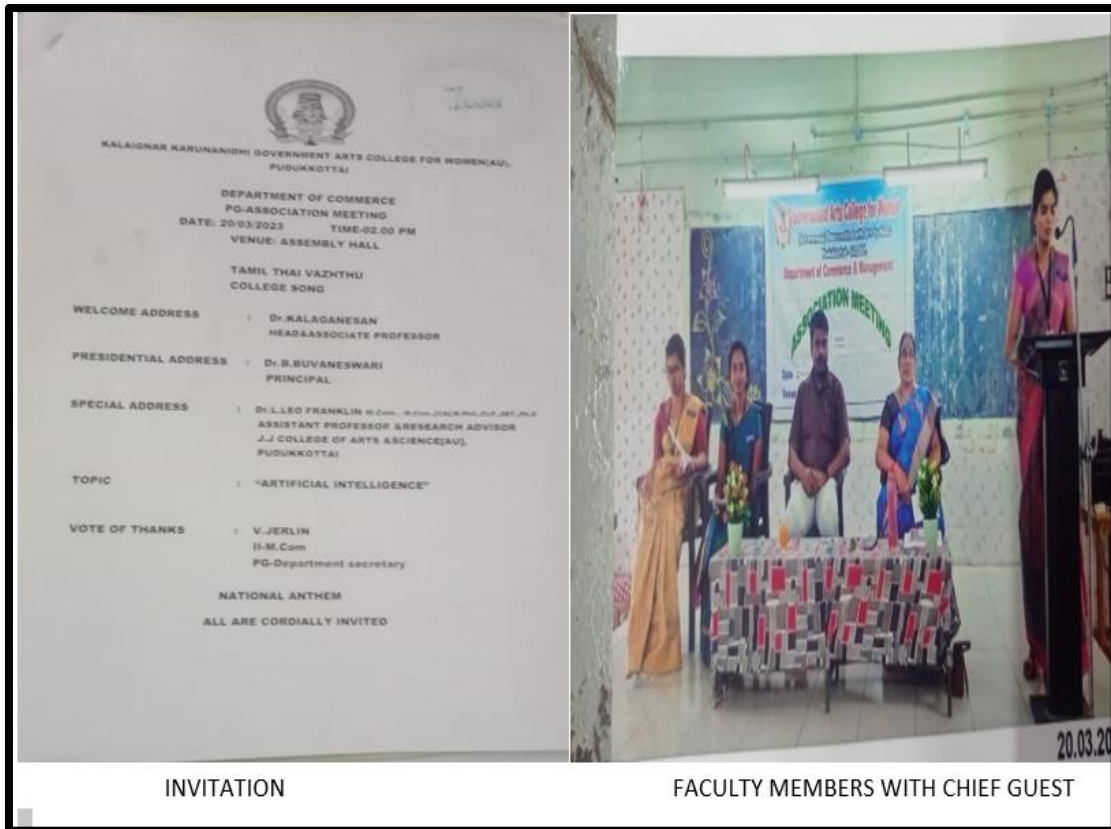 KALAIGNAR KARUNANIDHI GOVERNMENT ARTS COLLEGE FOR WOMEN(AU),
PUDUKKOTTAI
DEPARTMENT OF COMMERCE
PG-ASSOCIATION MEETING
DATE: 20/03/2023 TIME-02.00 PM
VENUE: ASSEMBLY HALL
TAMIL THAI VAZHTHU
COLLEGE SONG
WELCOME ADDRESS : Dr.KALAGANESAN
HEAD&ASSOCIATE PROFESSOR
PRESIDENTIAL ADDRESS : Dr.B.BUVANESWARI
PRINCIPAL
SPECIAL ADDRESS : Dr.L.LEO FRANKLIN
ASSISTANT PROFESSOR &RESEARCH ADVISOR
J.J COLLEGE OF ARTS &SCIENCE(AU),
PUDUKKOTTAI
TOPIC : "ARTIFICIAL INTELLIGENCE"
VOTE OF THANKS : V.JERLIN
II-M.Com
PG-Department secretary
NATIONAL ANTHEM
ALL ARE CORDIALLY INVITED
Government Arts College for Women
Department of Commerce & Management
ASSOCIATION MEETING
20.03.20
INVITATION
FACULTY MEMBERS WITH CHIEF GUEST